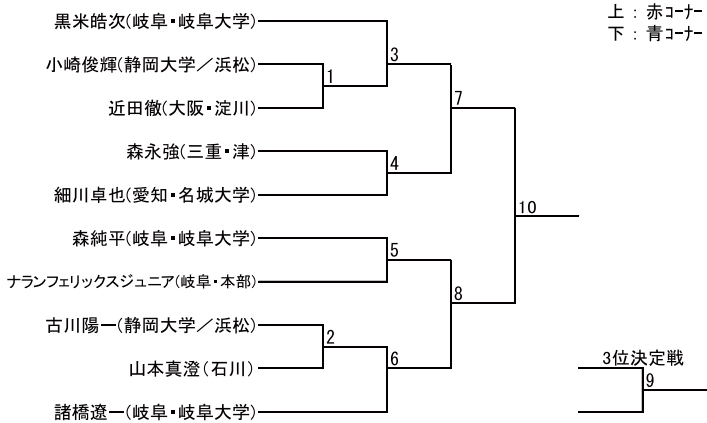 黒米皓次(岐阜・岐阜大学)
小崎俊輝(静岡大学／浜松)
近田徹(大阪・淀川)
森永強(三重・津)
細川卓也(愛知・名城大学)
森純平(岐阜・岐阜大学)
ナランフェリックスジュニア(岐阜・本部)
古川陽一(静岡大学／浜松)
山本真澄(石川)
諸橋遼一(岐阜・岐阜大学)
1
2
3
4
5
6
7
8
10
上：赤コーナー
下：青コーナー
3位決定戦
9